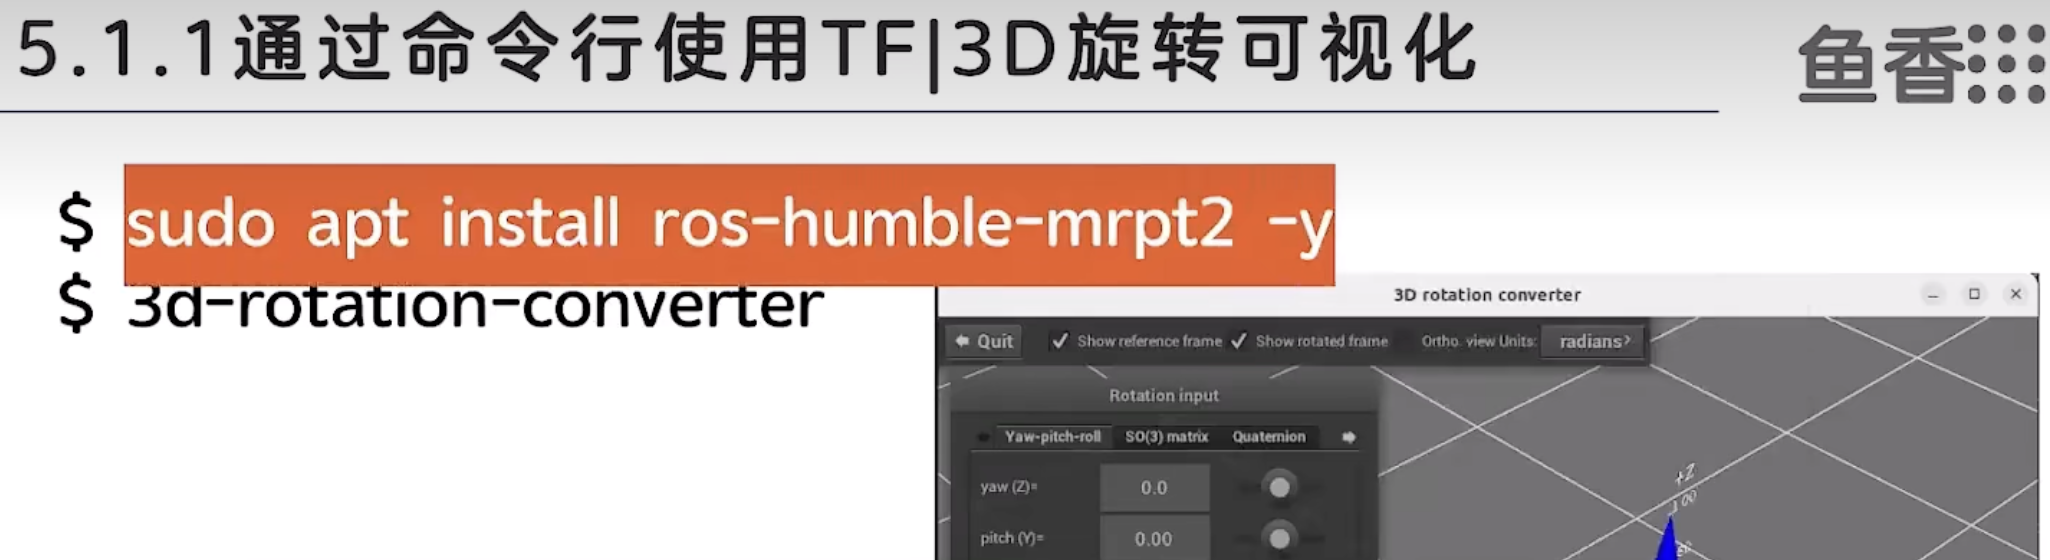 5.1.1通过命令行使用TF|3D旋转可视化
鱼香
$ sudo apt install ros-humble-mrpt2 -y
$ 3d-rotation-converter
3D rotation converter
Quit Show reference frame Show rotated frame Ortho. view Units: radians
Rotation input
Yaw-pitch-roll SO(3) matrix Quaternion
yaw (Z)= 0.0
pitch (Y)= 0.00
+Z
1.00